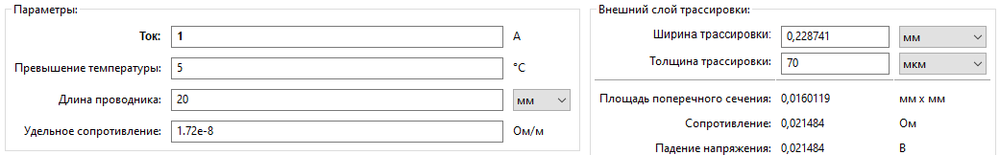 Параметры:
Ток: 1 A
Превышение температуры: 5 °C
Длина проводника: 20 мм
Удельное сопротивление: 1.72e-8 Ом/м
Внешний слой трассировки:
Ширина трассировки: 0,228741 мм
Толщина трассировки: 70 мкм
Площадь поперечного сечения: 0,0160119 мм x мм
Сопротивление: 0,021484 Ом
Падение напряжения: 0,021484 В